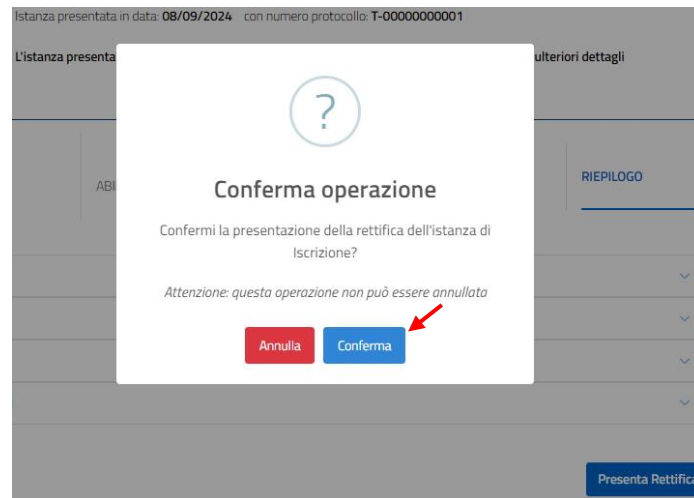 Istanza presentata in data: 08/09/2024 con numero protocollo: T-00000000001
L'istanza presenta ulteriori dettagli
?
ABI
RIEPILOGO
Conferma operazione
Confermi la presentazione della rettifica dell'istanza di
Iscrizione?
Attenzione: questa operazione non può essere annullata
Annulla Conferma
Presenta Rettifica